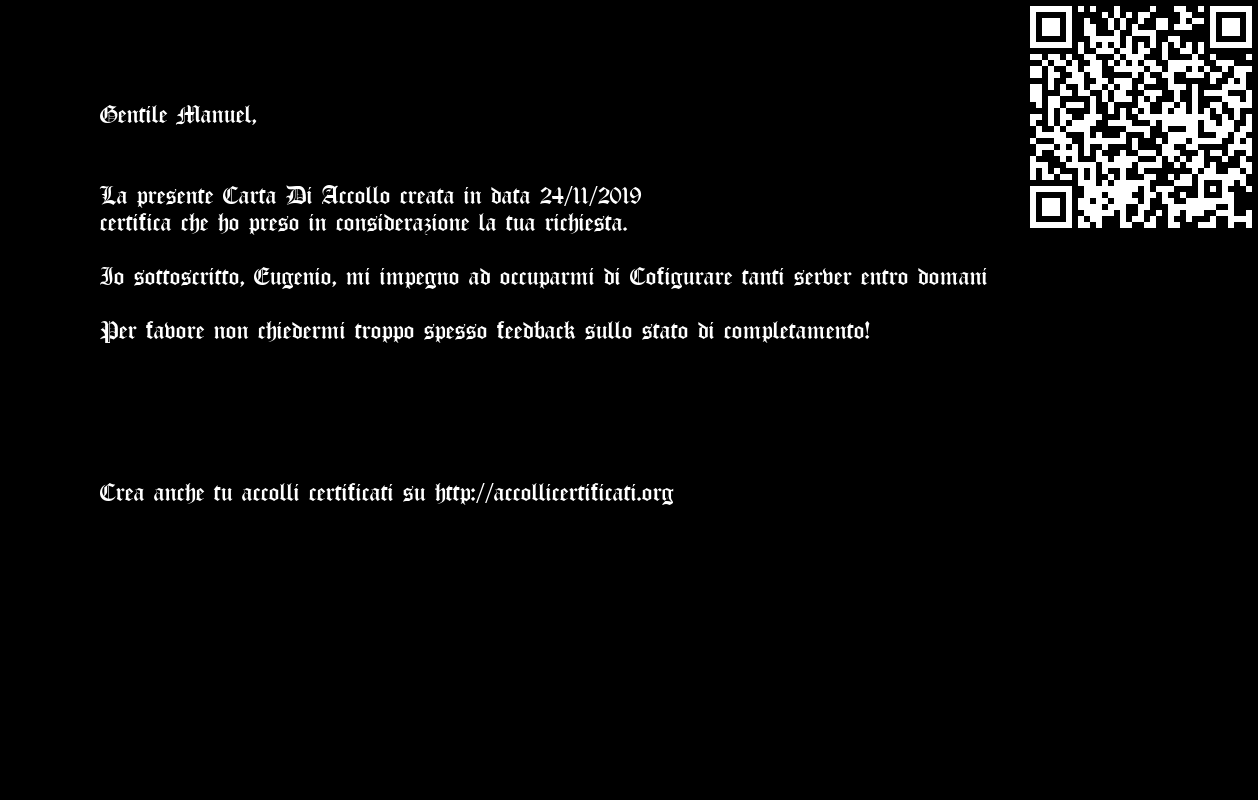 Gentile Manuel,
La presente Carta Di Accollo creata in data 24/11/2019
certifica che ho preso in considerazione la tua richiesta.
Io sottoscritto, Eugenio, mi impegno ad occuparmi di Cofigurare tanti server entro domani
Per favore non chiedermi troppo spesso feedback sullo stato di completamento!
Crea anche tu accolli certificati su http://accollicertificati.org